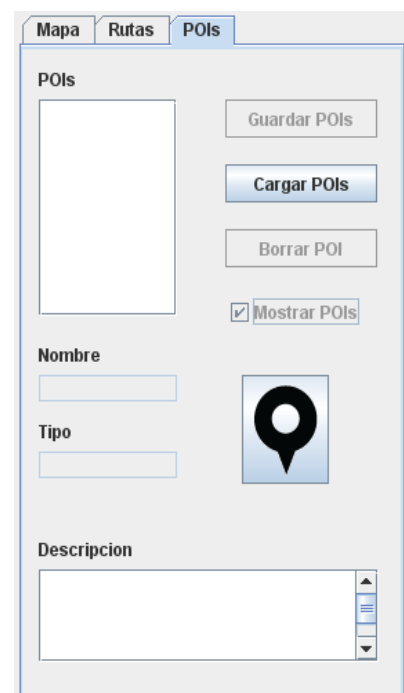 Mapa Rutas POIs
POIs
Guardar POIs
Cargar POIs
Borrar POI
Mostrar POIs
Nombre
Tipo
Descripcion